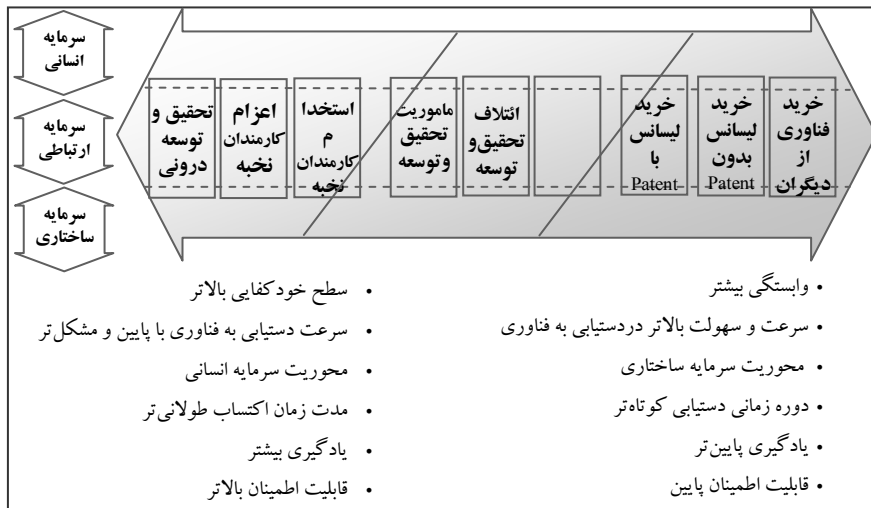 سرمایه
انسانی
سرمایه
ارتباطی
سرمایه
ساختاری
تحقیق و
توسعه
درونی
اعزام
کارمندان
نخبه
استخدا
م
کارمندان
نخبه
ماموریت
تحقیق
وتوسعه
ائتلاف
تحقیق‌و
توسعه
خرید
لیسانس
با
Patent
خرید
لیسانس
بدون
Patent
خرید
فناوری
از
دیگران
• سطح خودکفایی بالاتر
• سرعت دستیابی به فناوری با پایین و مشکل‌تر
• محوریت سرمایه انسانی
• مدت زمان اکتساب طولانی‌تر
• یادگیری بیشتر
• قابلیت اطمینان بالاتر
• وابستگی بیشتر
• سرعت و سهولت بالاتر دردستیابی به فناوری
• محوریت سرمایه ساختاری
• دوره زمانی دستیابی کوتاه‌تر
• یادگیری پایین‌تر
• قابلیت اطمینان پایین